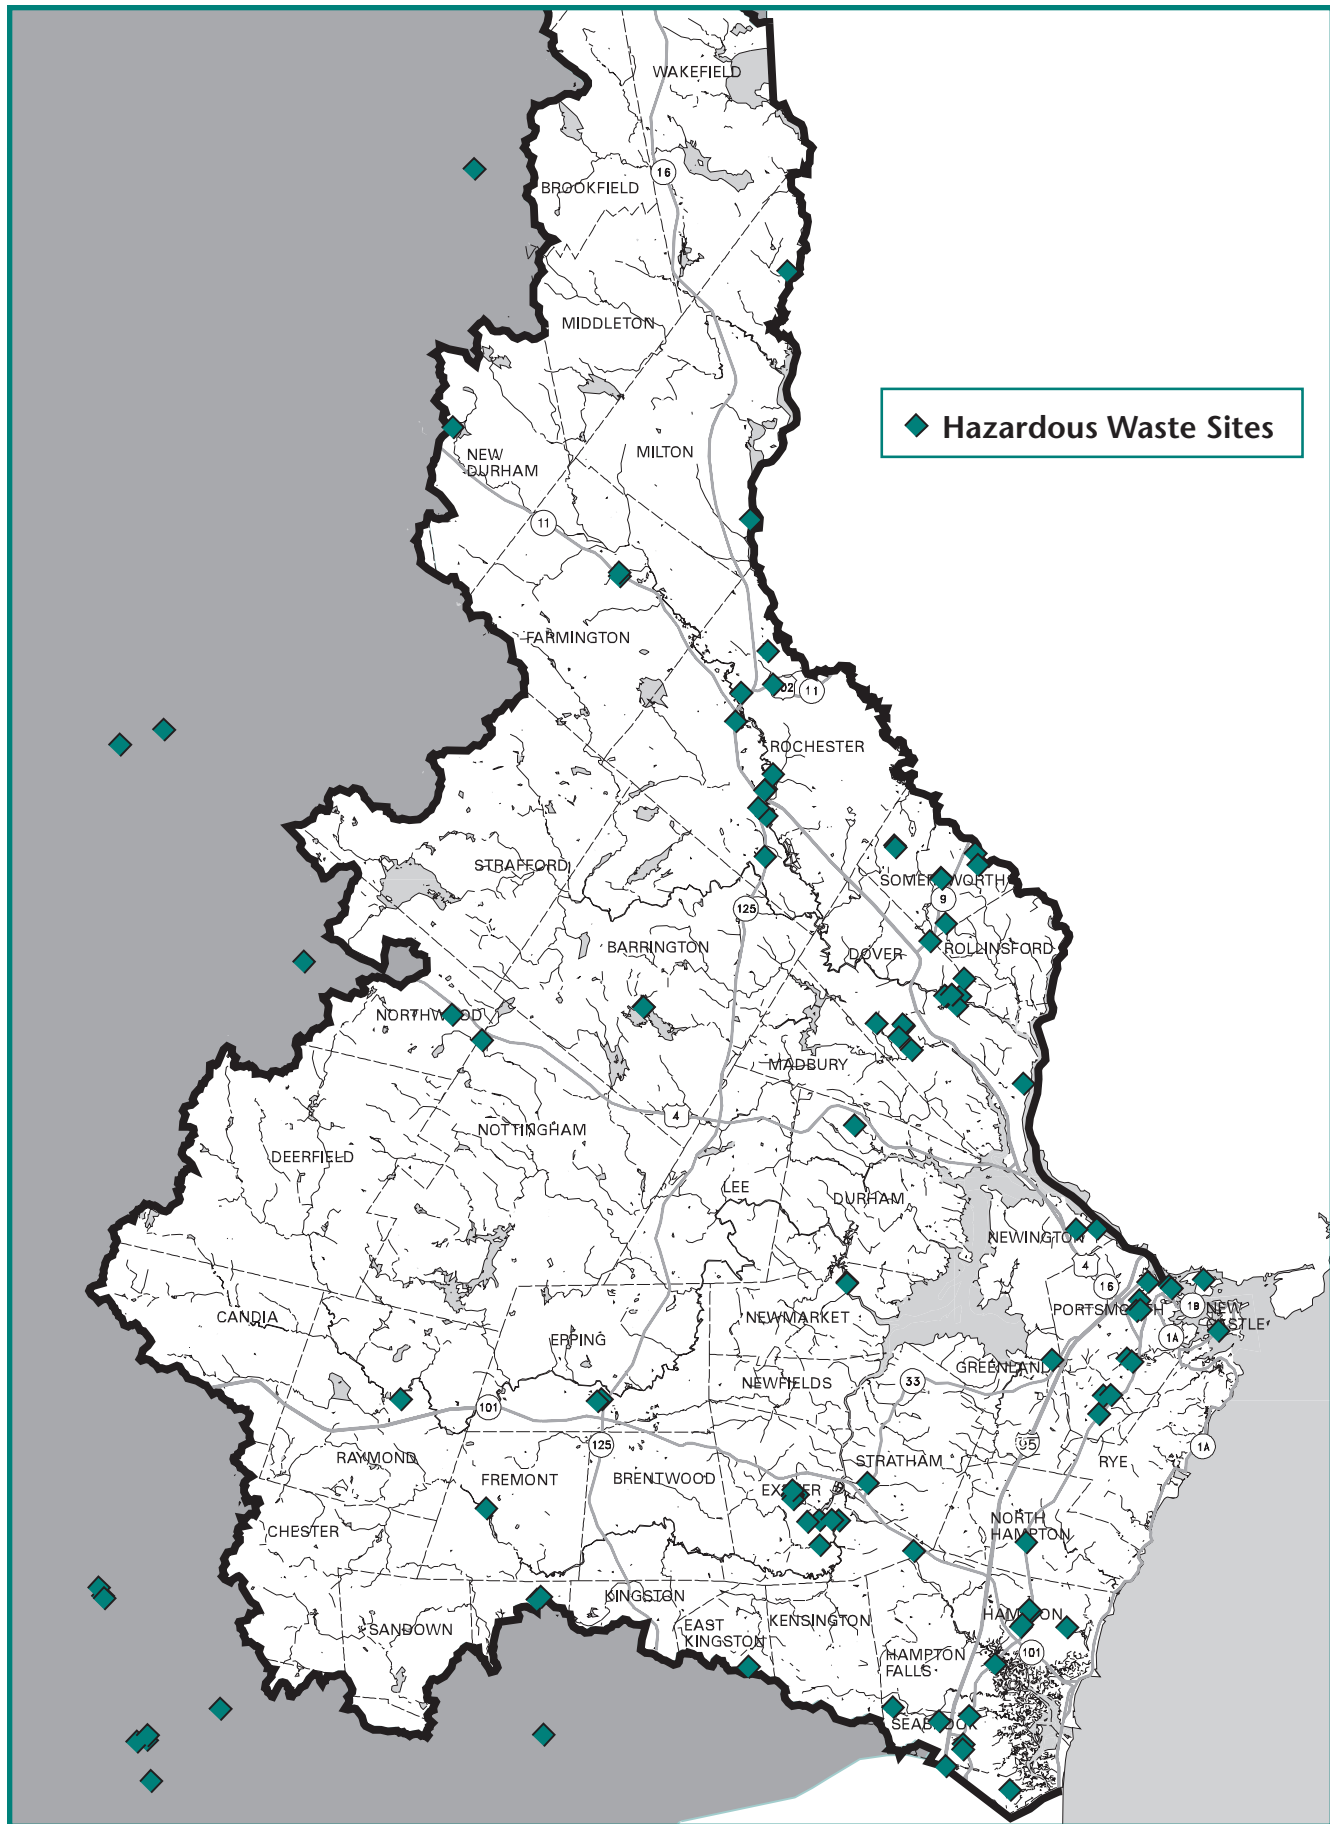 WAKEFIELD
16
BROOKFIELD
MIDDLETON
Hazardous Waste Sites
NEW
DURHAM
MILTON
11
FARMINGTON
11
ROCHESTER
STRAFFORD
SOMERSWORTH
9
125
BARRINGTON
DOVER
ROLLINSFORD
NORTHWOOD
MADBURY
4
NOTTINGHAM
DEERFIELD
LEE
DURHAM
NEWINGTON
4
16
CANDIA
NEWMARKET
PORTSMOUTH
1B
NEW
CASTLE
EPPING
1A
GREENLAND
NEWFIELDS
33
101
125
95
1A
RAYMOND
FREMONT
BRENTWOOD
STRATHAM
RYE
EXETER
CHESTER
NORTH
HAMPTON
KINGSTON
SANDOWN
EAST
KINGSTON
KENSINGTON
HAMPTON
HAMPTON
FALLS
101
SEABROOK